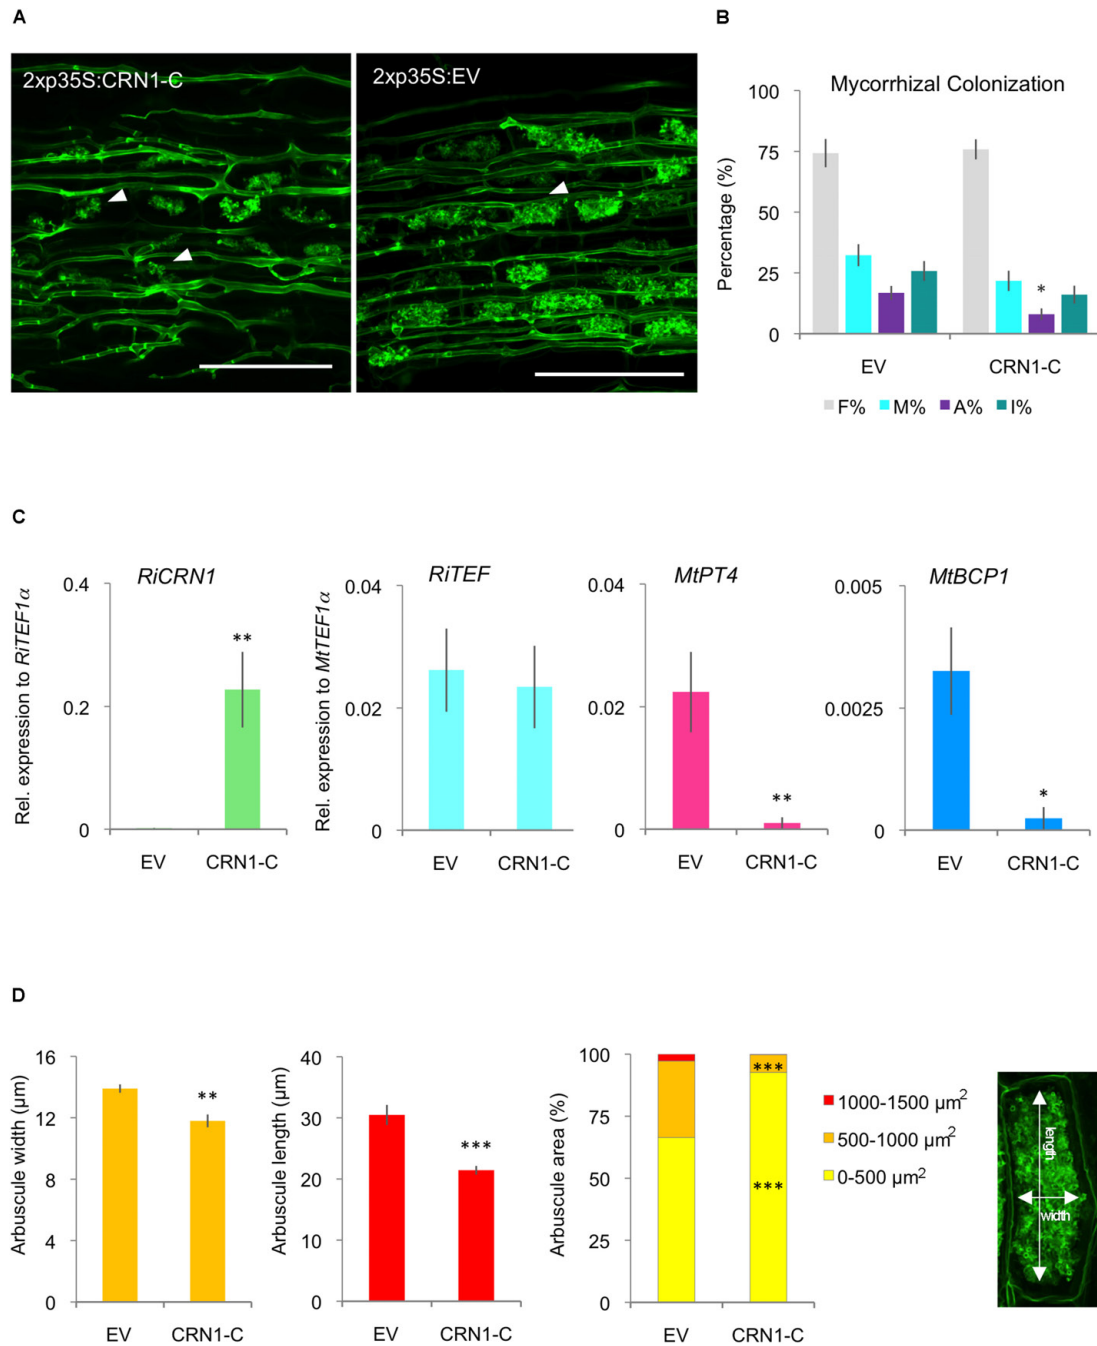 A
2xp35S:CRN1-C
2xp35S:EV
B
Mycorrhizal Colonization
Percentage (%)
100
75
50
25
0
EV
CRN1-C
*
F% M% A% I%
C
RiCRN1
Rel. expression to RiTEF1α
0.4
0.2
0
**
EV
CRN1-C
RiTEF
Rel. expression to MtTEF1α
0.04
0.02
0
EV
CRN1-C
MtPT4
0.04
0.02
0
**
EV
CRN1-C
MtBCP1
0.005
0.0025
0
*
EV
CRN1-C
D
Arbuscule width (µm)
16
12
8
4
0
**
EV
CRN1-C
Arbuscule length (µm)
40
30
20
10
0
***
EV
CRN1-C
Arbuscule area (%)
100
75
50
25
0
***
***
EV
CRN1-C
1000-1500 µm²
500-1000 µm²
0-500 µm²
length
width